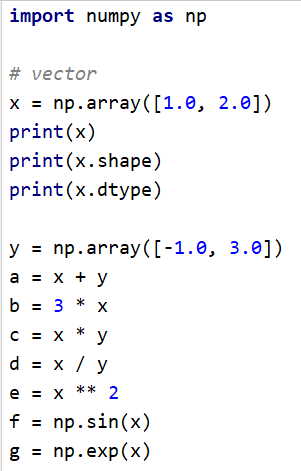 import numpy as np
# vector
x = np.array([1.0, 2.0])
print(x)
print(x.shape)
print(x.dtype)
y = np.array([-1.0, 3.0])
a = x + y
b = 3 * x
c = x * y
d = x / y
e = x ** 2
f = np.sin(x)
g = np.exp(x)